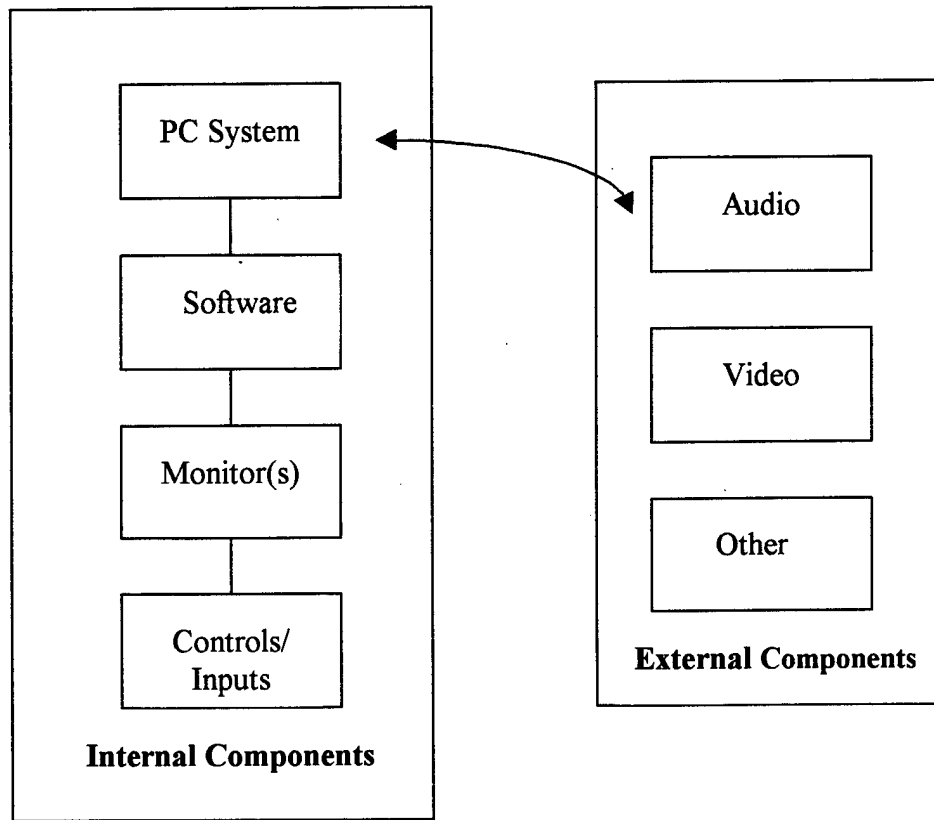 PC System
Software
Monitor(s)
Controls/
Inputs
Internal Components
Audio
Video
Other
External Components